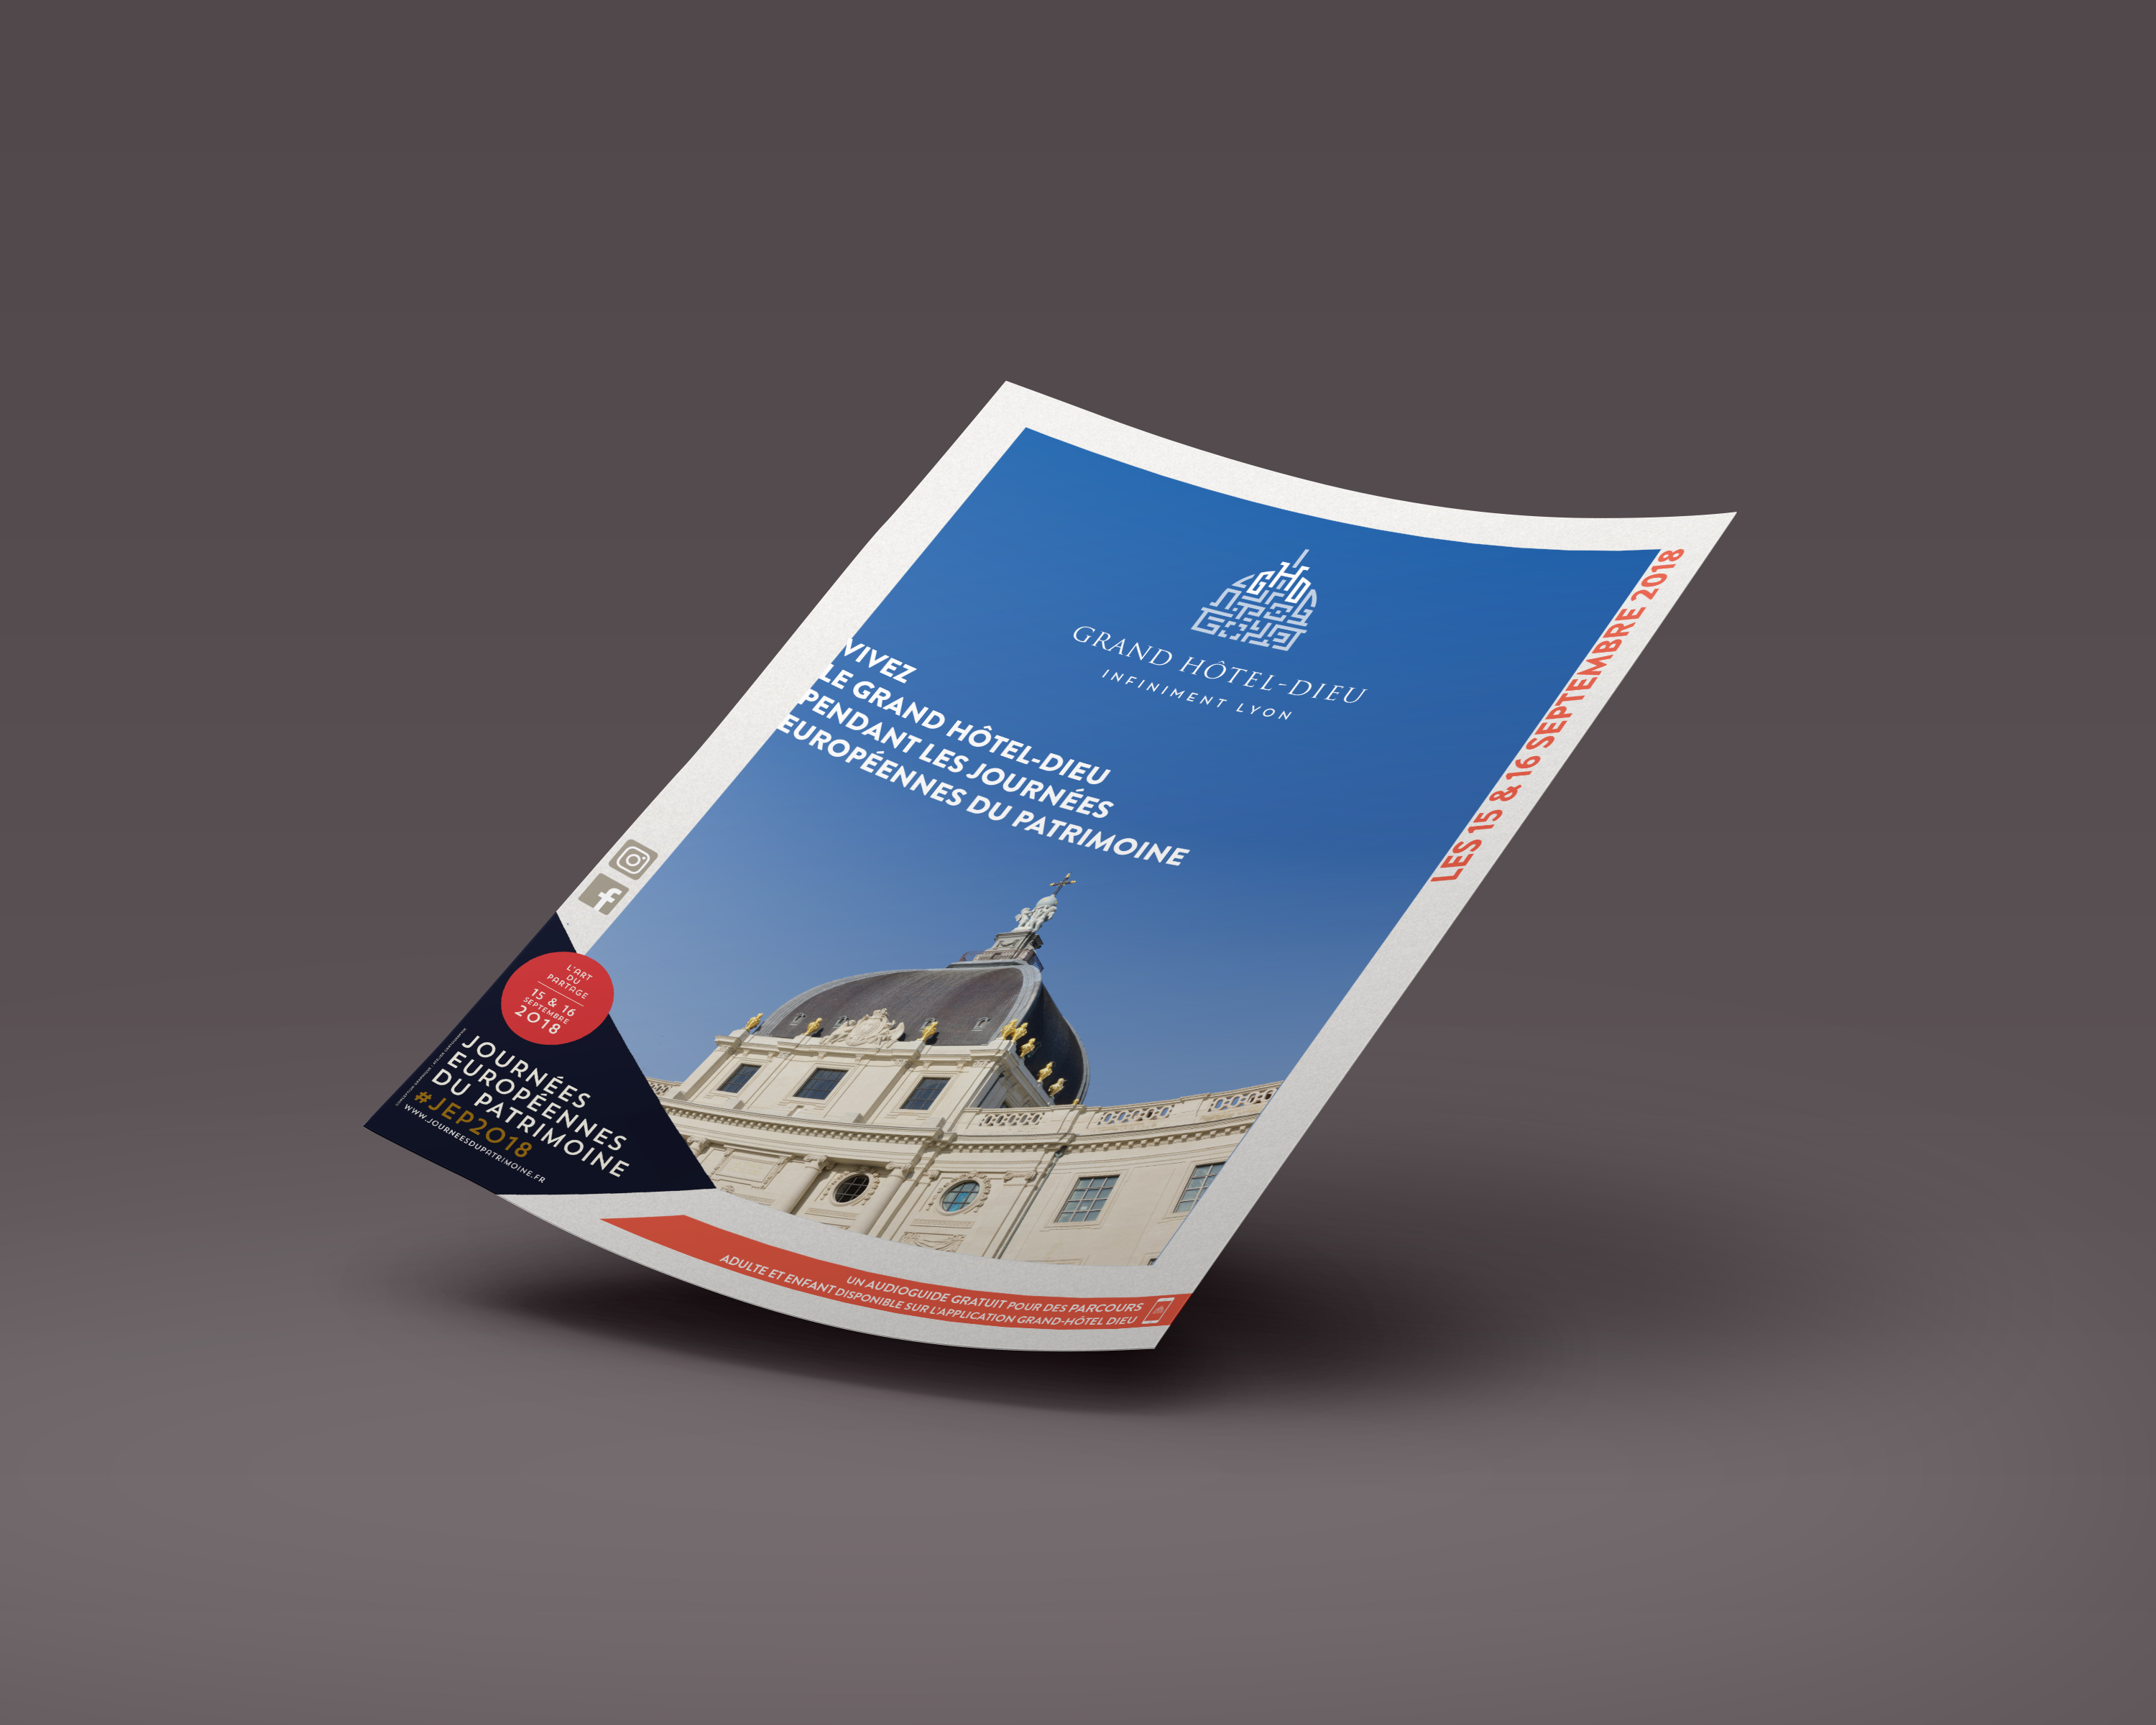 GHD
GRAND HÔTEL-DIEU
INFINIMENT LYON
LES 15 & 16 SEPTEMBRE 2018
VIVEZ
LE GRAND HÔTEL-DIEU
PENDANT LES JOURNÉES
EUROPÉENNES DU PATRIMOINE
L'ART
DU
PARTAGE
15 & 16
SEPTEMBRE
2018
JOURNÉES
EUROPÉENNES
DU PATRIMOINE
#JEP2018
WWW.JOURNEESDUPATRIMOINE.FR
UN AUDIOGUIDE GRATUIT POUR DES PARCOURS
ADULTE ET ENFANT DISPONIBLE SUR L'APPLICATION GRAND-HÔTEL DIEU